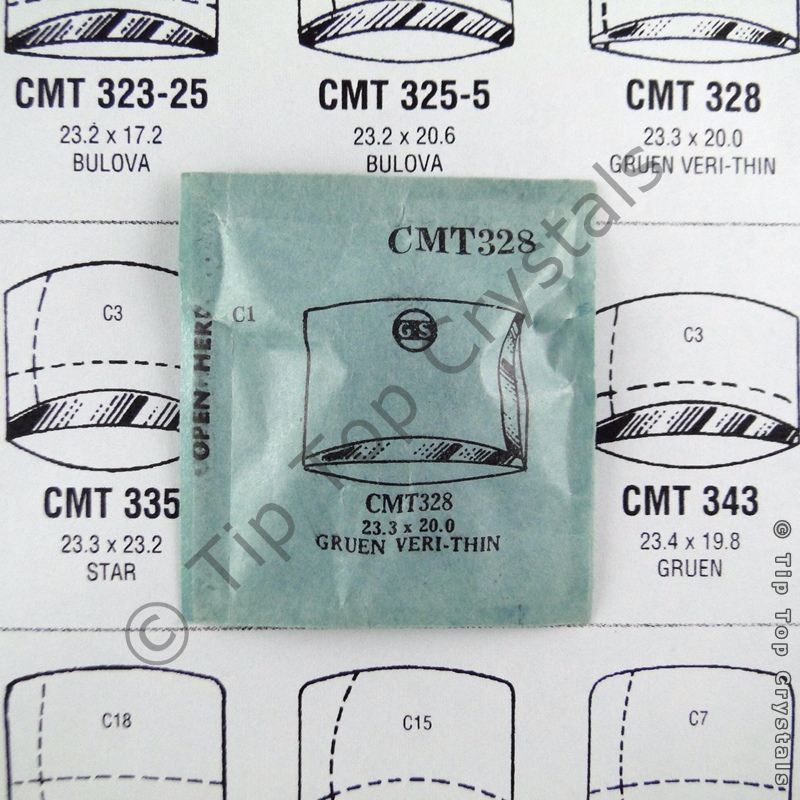 CMT 323-25
23.2 x 17.2
BULOVA
CMT 325-5
23.2 x 20.6
BULOVA
CMT 328
23.3 x 20.0
GRUEN VERI-THIN
CMT328
OPEN HERE
C1
GS
CMT328
23.3 x 20.0
GRUEN VERI-THIN
C3
CMT 335
23.3 x 23.2
STAR
C3
CMT 343
23.4 x 19.8
GRUEN
C18
C15
C7
© Tip Top Crystals
© Tip Top Crystals